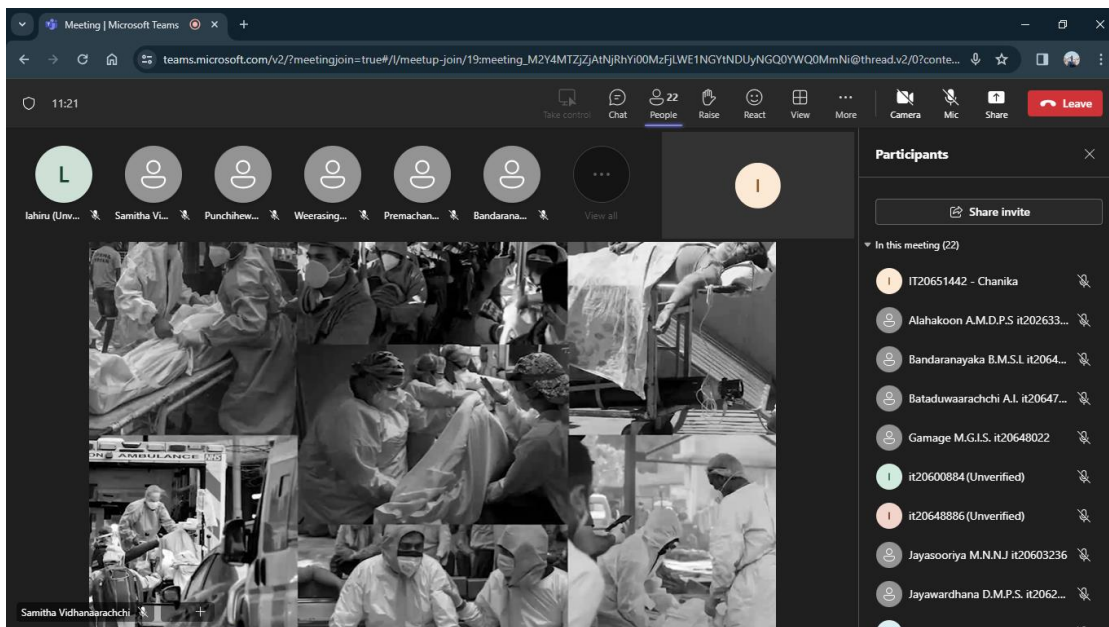 Meeting | Microsoft Teams
teams.microsoft.com/v2/?meetingjoin=true#/l/meetup-join/19:meeting_M2Y4MTZjZjAtNjRhYi00MzFjLWE1NGYtNDUyNGQ0YWQ0MmNi@thread.v2/0?conte...
11:21
Take control
Chat
22
People
Raise
React
View
More
Camera
Mic
Share
Leave
L
lahiru (Unv...
Samitha Vi...
Punchihew...
Weerasing...
Premachan...
Bandarana...
View all
I
AMBULANCE
Samitha Vidhanaarachchi
Participants
Share invite
In this meeting (22)
I IT20651442 - Chanika
Alahakoon A.M.D.P.S it202633...
Bandaranayaka B.M.S.L it2064...
Bataduwaarachchi A.I. it20647...
Gamage M.G.I.S. it20648022
I it20600884 (Unverified)
I it20648886 (Unverified)
Jayasooriya M.N.N.J it20603236
Jayawardhana D.M.P.S. it2062...